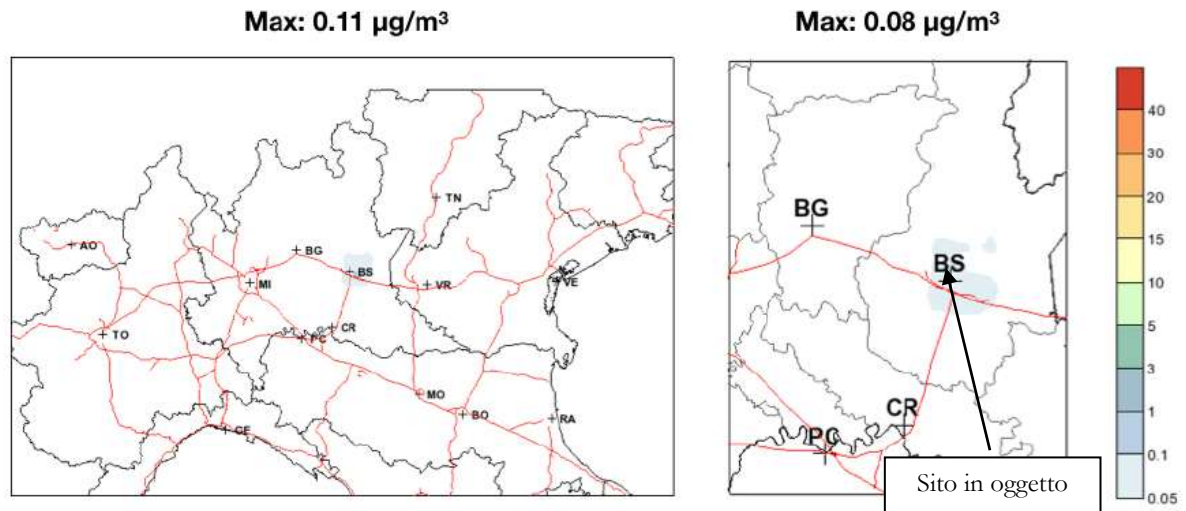 Max: 0.11 µg/m³
Max: 0.08 µg/m³
TN
AO
BG
BS
MI
VR
VE
TO
CR
PC
MO
BO
RA
GE
BG
BS
CR
PC
Sito in oggetto
40
30
20
15
10
5
3
1
0.1
0.05